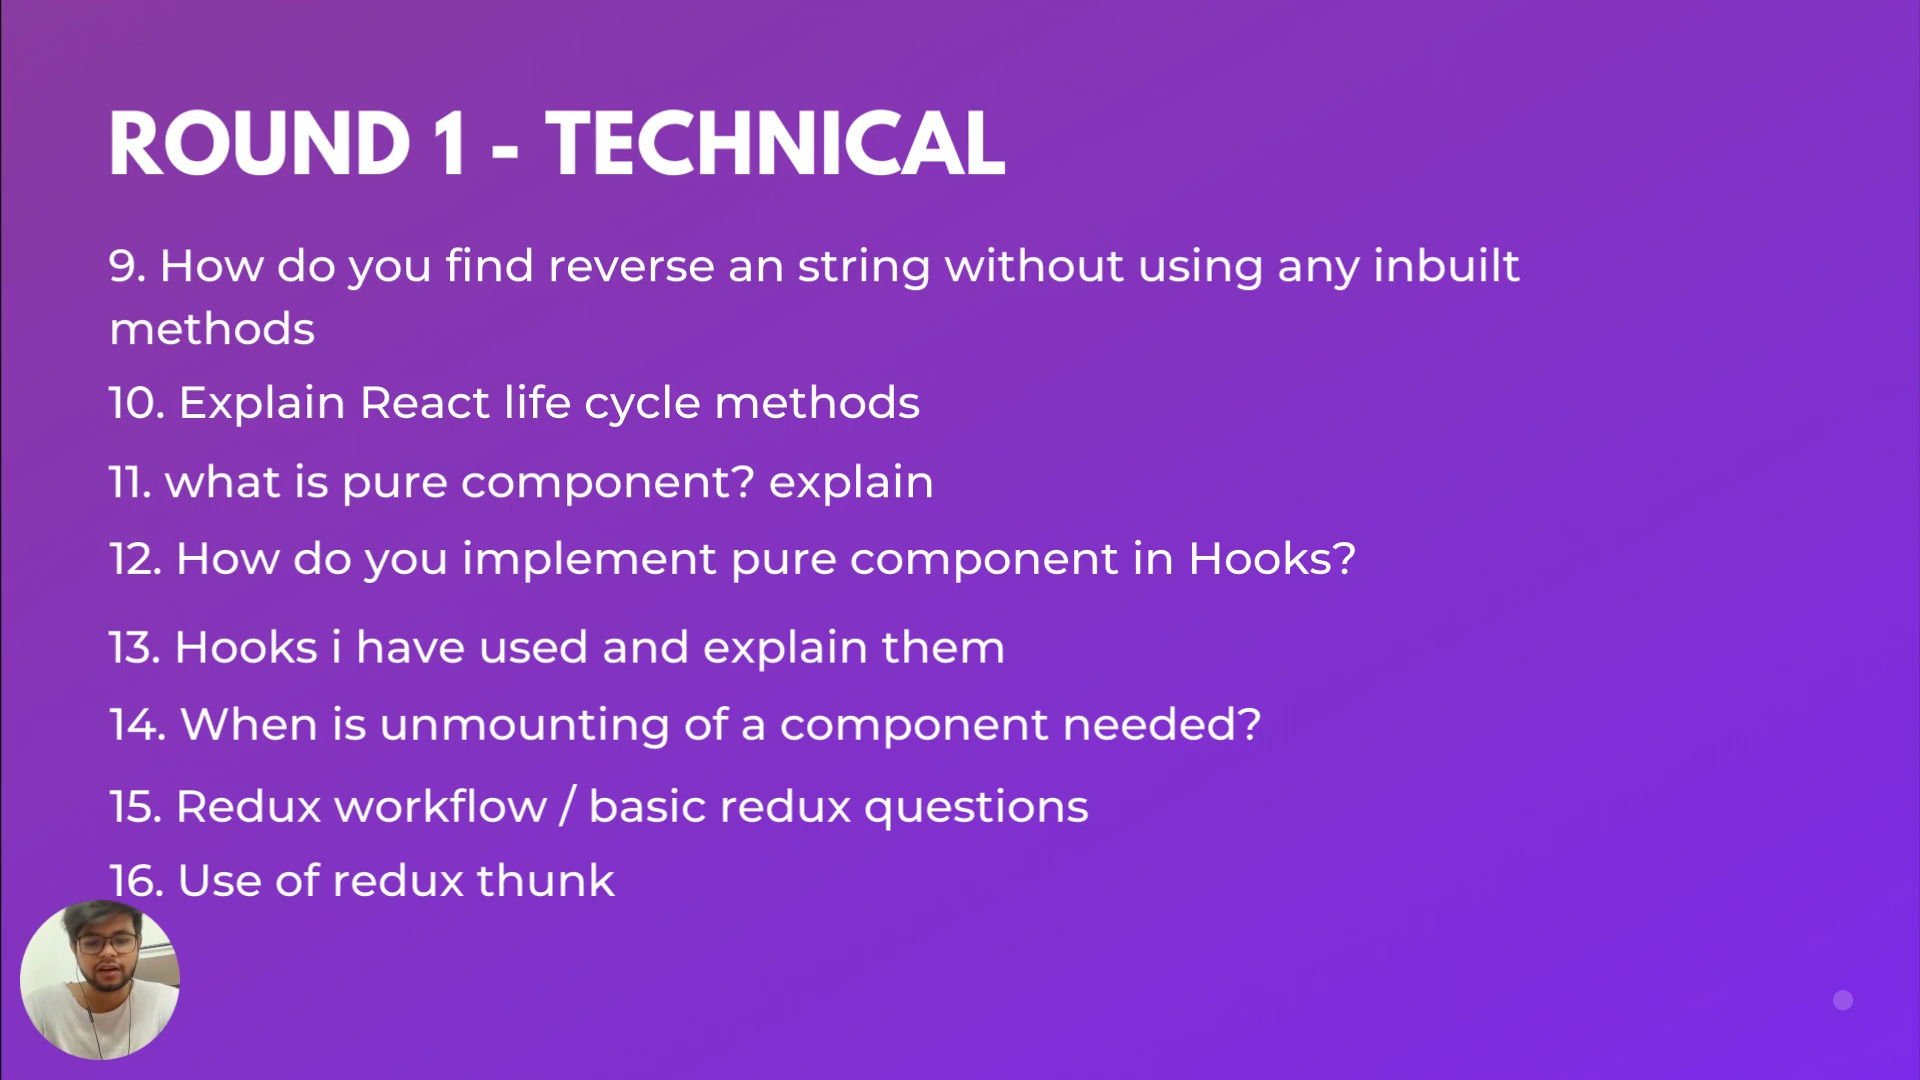 ROUND 1 - TECHNICAL
9. How do you find reverse an string without using any inbuilt
methods
10. Explain React life cycle methods
11. what is pure component? explain
12. How do you implement pure component in Hooks?
13. Hooks i have used and explain them
14. When is unmounting of a component needed?
15. Redux workflow / basic redux questions
16. Use of redux thunk